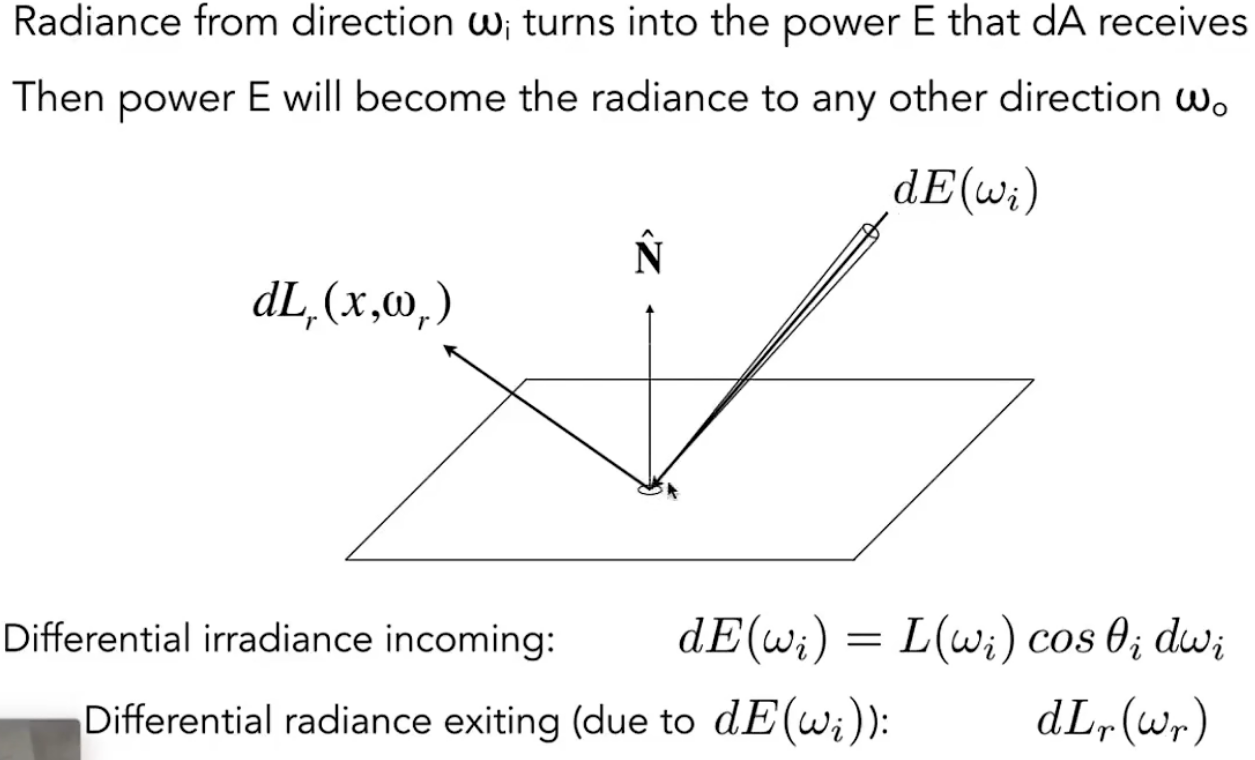 Radiance from direction ωᵢ turns into the power E that dA receives
Then power E will become the radiance to any other direction ωₒ
dE(ωᵢ)
N̂
dLᵣ(x,ωᵣ)
Differential irradiance incoming: dE(ωᵢ) = L(ωᵢ) cos θᵢ dωᵢ
Differential radiance exiting (due to dE(ωᵢ)): dLᵣ(ωᵣ)